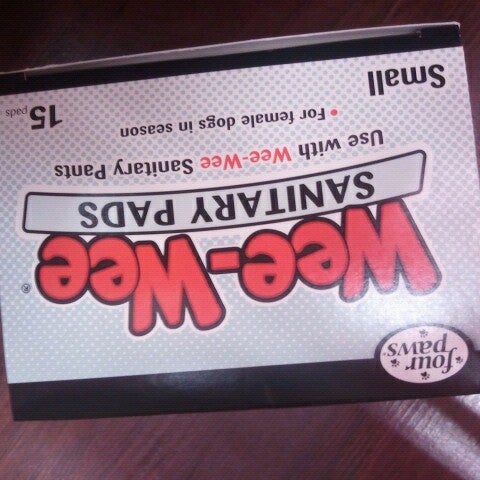 four
paws®
Wee-Wee®
SANITARY PADS
Use with Wee-Wee Sanitary Pants
• For female dogs in season
Small
15 pads